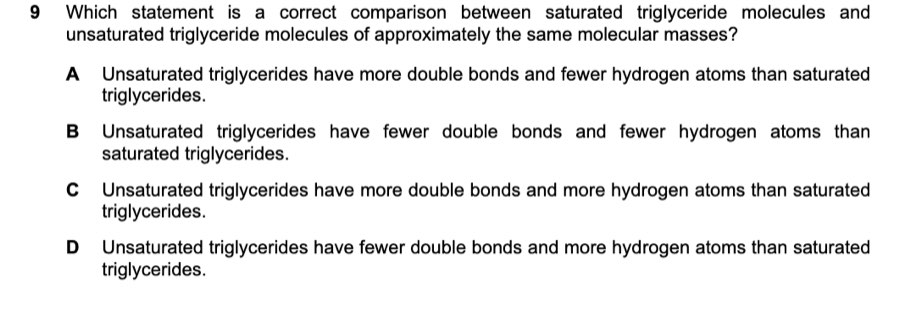 9 Which statement is a correct comparison between saturated triglyceride molecules and
unsaturated triglyceride molecules of approximately the same molecular masses?
A Unsaturated triglycerides have more double bonds and fewer hydrogen atoms than saturated
triglycerides.
B Unsaturated triglycerides have fewer double bonds and fewer hydrogen atoms than
saturated triglycerides.
C Unsaturated triglycerides have more double bonds and more hydrogen atoms than saturated
triglycerides.
D Unsaturated triglycerides have fewer double bonds and more hydrogen atoms than saturated
triglycerides.